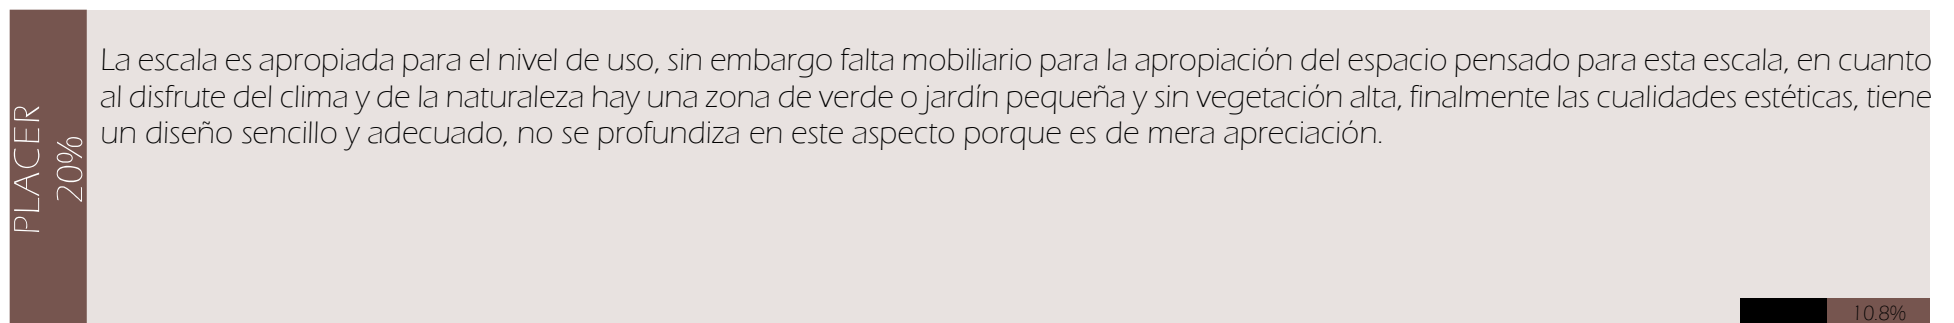 PLACER
20%
La escala es apropiada para el nivel de uso, sin embargo falta mobiliario para la apropiación del espacio pensado para esta escala, en cuanto
al disfrute del clima y de la naturaleza hay una zona de verde o jardín pequeña y sin vegetación alta, finalmente las cualidades estéticas, tiene
un diseño sencillo y adecuado, no se profundiza en este aspecto porque es de mera apreciación.
10.8%